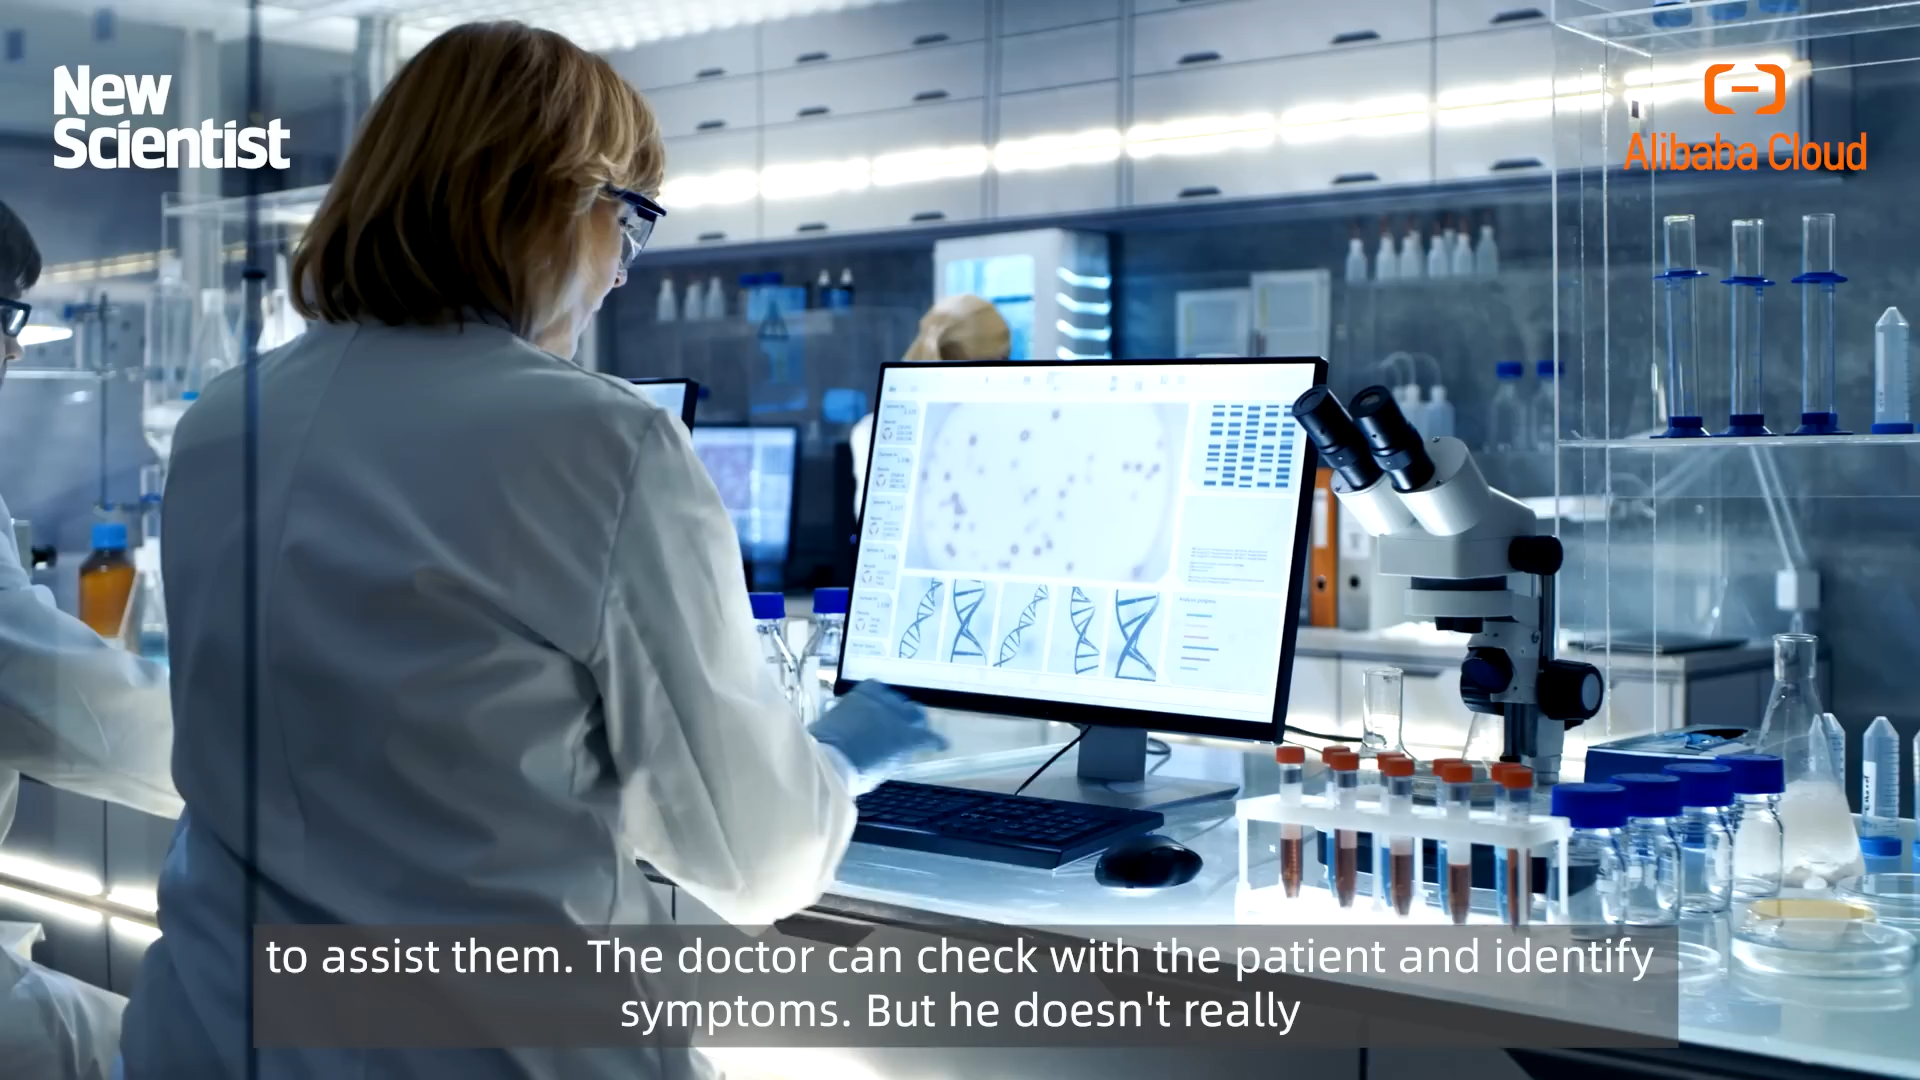 New
Scientist
Alibaba Cloud
to assist them. The doctor can check with the patient and identify
symptoms. But he doesn't really